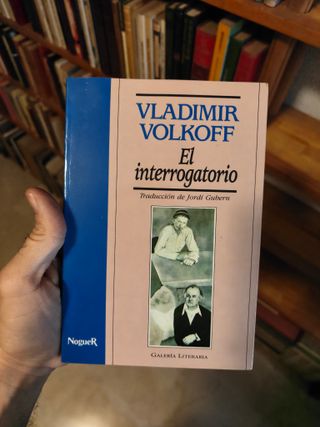 VLADIMIR
VOLKOFF
El
interrogatorio
Traducción de Jordi Gubern
NogueR
GALERÍA LITERARIA